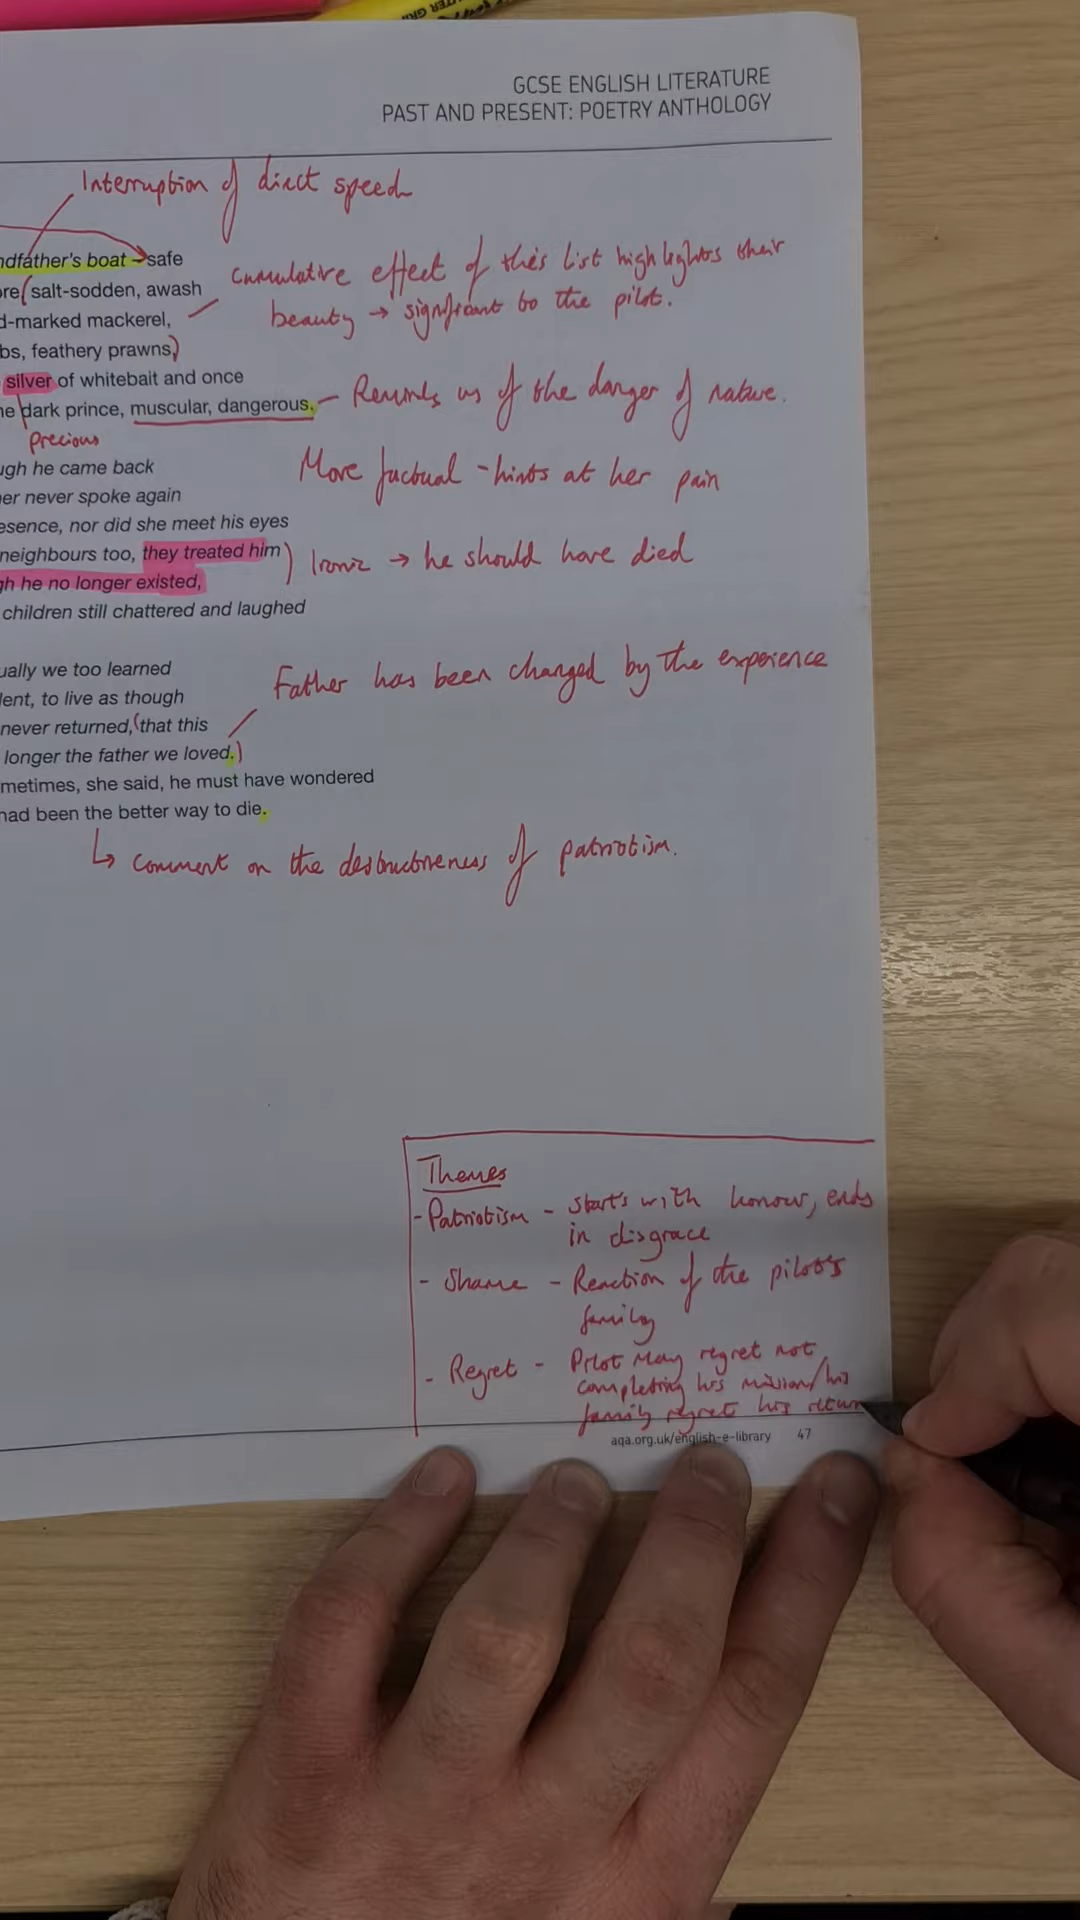 GCSE ENGLISH LITERATURE
PAST AND PRESENT: POETRY ANTHOLOGY
Interruption of direct speed
ndfather's boat – safe
ore (salt-sodden, awash
cumulative effect of this list highlights their
d-marked mackerel,
beauty → significant to the pilot.
bs, feathery prawns,)
silver of whitebait and once
ne dark prince, muscular, dangerous. – Reminds us of the danger of nature.
precious
ugh he came back
More factual - hints at her pain
er never spoke again
esence, nor did she meet his eyes
neighbours too, they treated him) Ironic → he should have died
gh he no longer existed,
children still chattered and laughed
ually we too learned
Father has been changed by the experience
lent, to live as though
never returned, (that this
longer the father we loved.)
metimes, she said, he must have wondered
had been the better way to die.
↳ comment on the destructiveness of patriotism.
Themes
- Patriotism - starts with honour, ends
in disgrace
- Shame - Reaction of the pilot's
family
- Regret - Pilot may regret not
completing his mission/his
family regret his return
aqa.org.uk/english-e-library 47